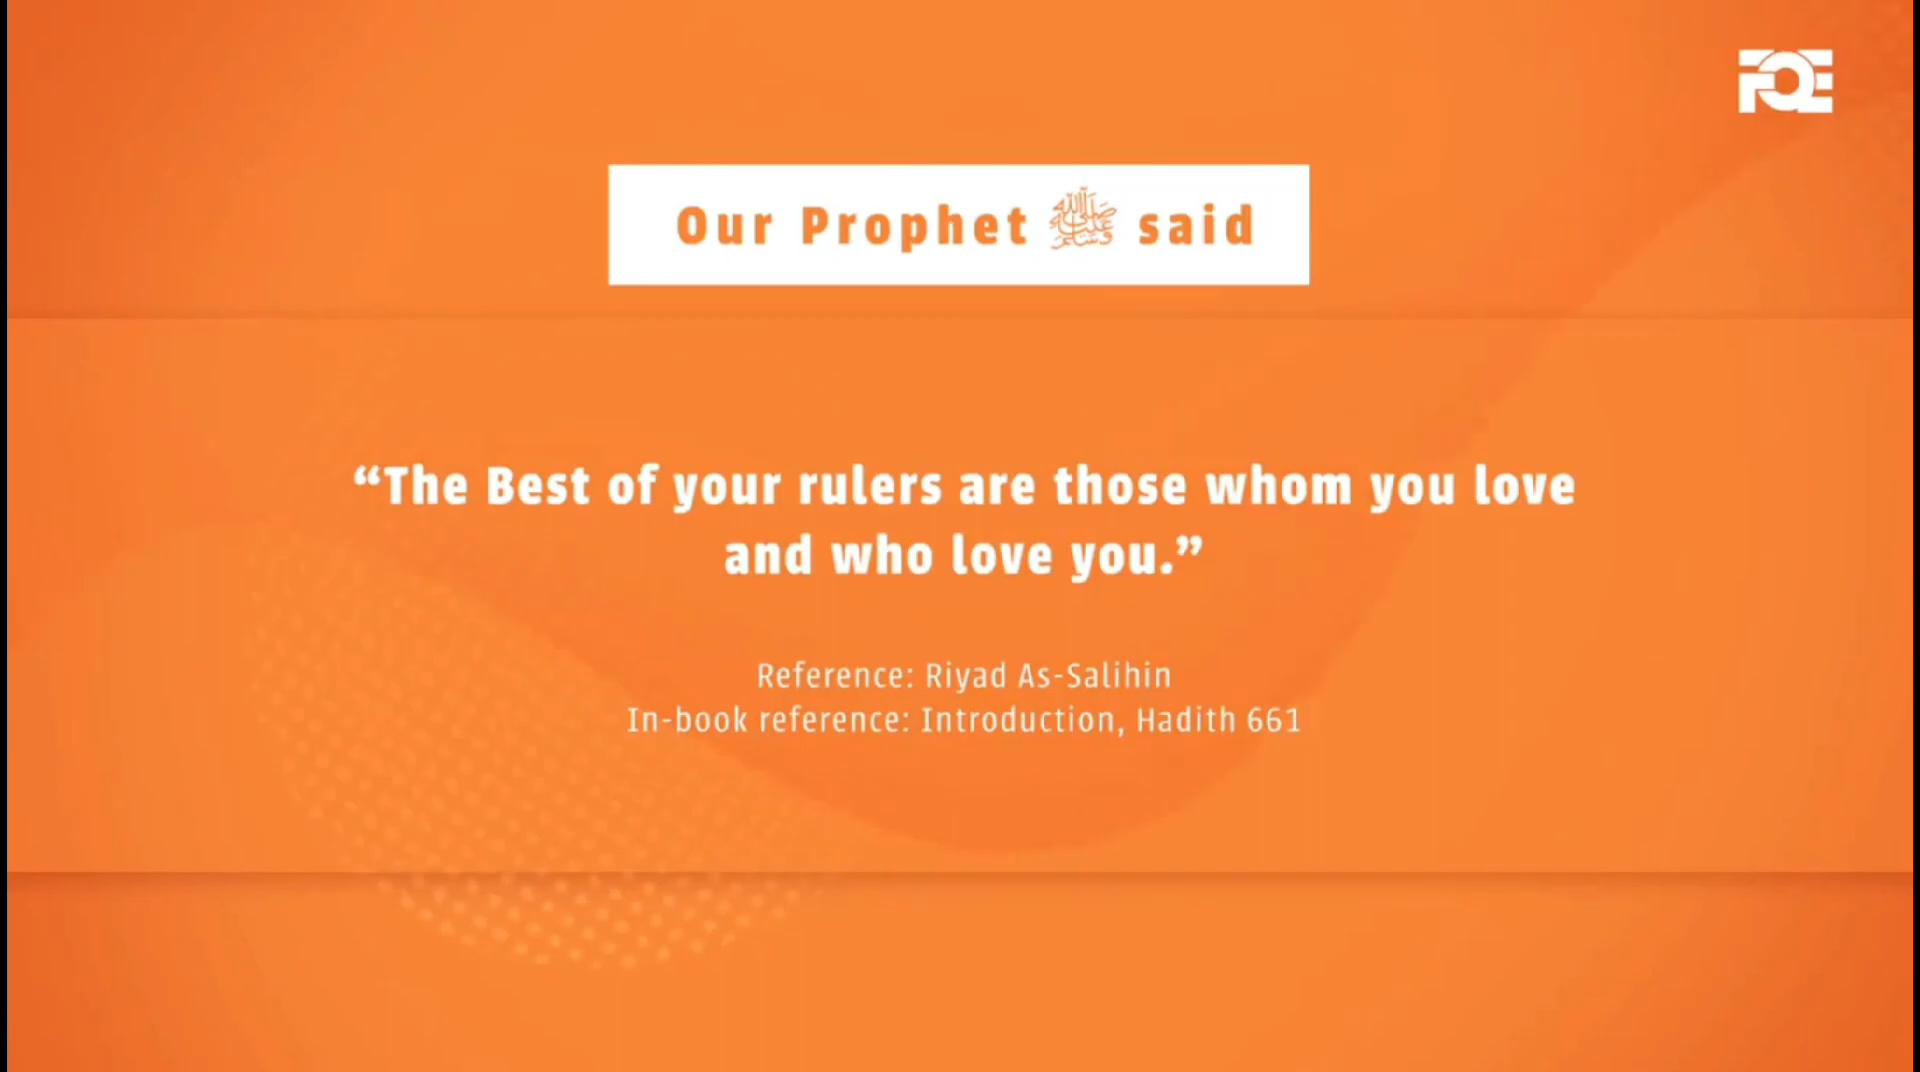 FQE
Our Prophet ﷺ said
“The Best of your rulers are those whom you love
and who love you.”
Reference: Riyad As-Salihin
In-book reference: Introduction, Hadith 661